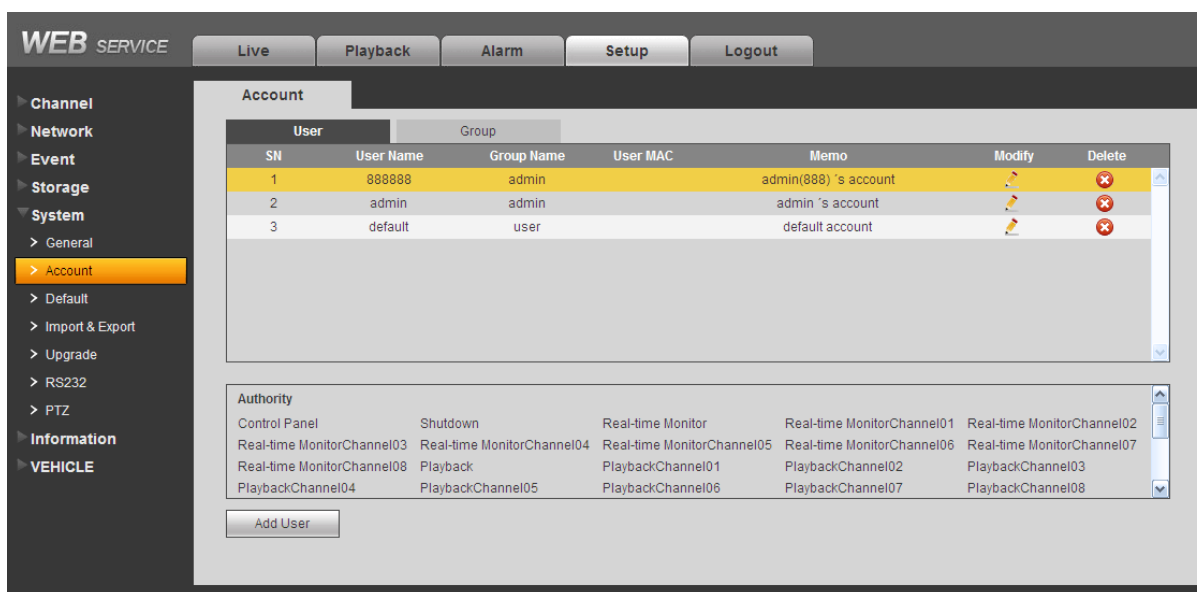 WEB SERVICE
Live Playback Alarm Setup Logout
Account
Channel
Network
Event
Storage
System
General
Account
Default
Import & Export
Upgrade
RS232
PTZ
Information
VEHICLE
User Group
SN User Name Group Name User MAC Memo Modify Delete
1 888888 admin admin(888) 's account
2 admin admin admin 's account
3 default user default account
Authority
Control Panel Shutdown Real-time Monitor Real-time MonitorChannel01 Real-time MonitorChannel02
Real-time MonitorChannel03 Real-time MonitorChannel04 Real-time MonitorChannel05 Real-time MonitorChannel06 Real-time MonitorChannel07
Real-time MonitorChannel08 Playback PlaybackChannel01 PlaybackChannel02 PlaybackChannel03
PlaybackChannel04 PlaybackChannel05 PlaybackChannel06 PlaybackChannel07 PlaybackChannel08
Add User